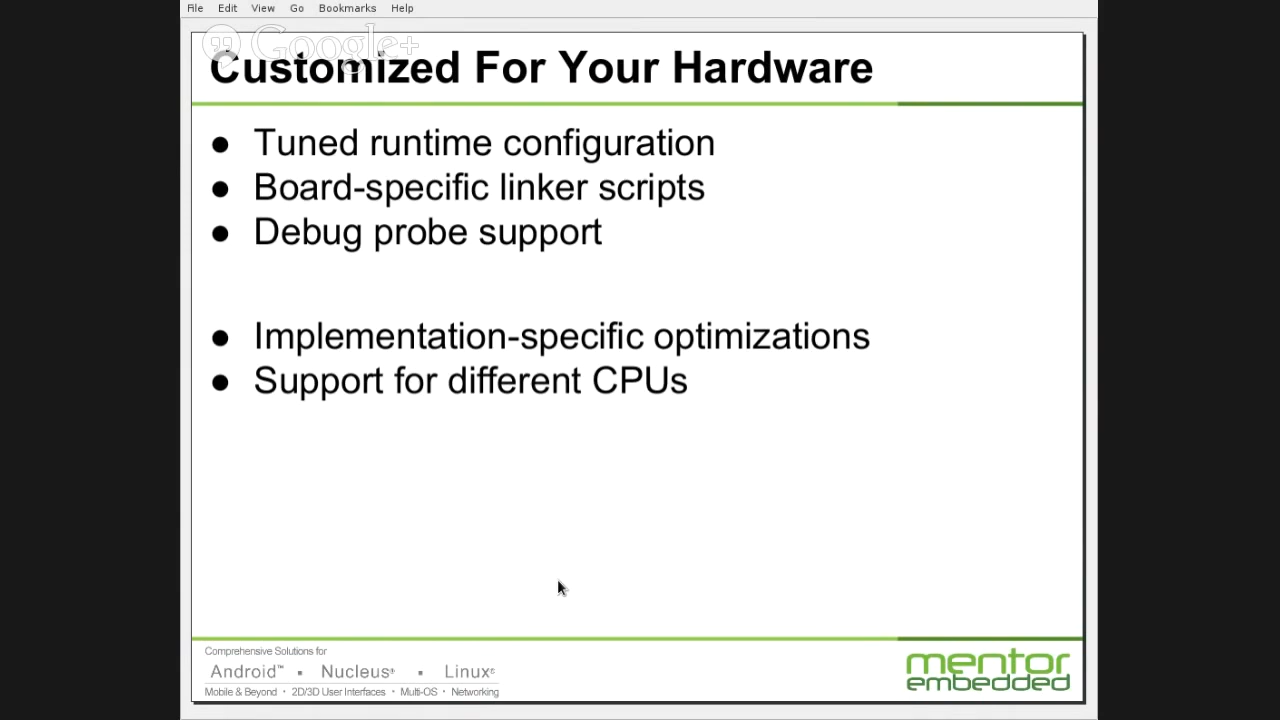 File Edit View Go Bookmarks Help
Google+
Customized For Your Hardware
● Tuned runtime configuration
● Board-specific linker scripts
● Debug probe support
● Implementation-specific optimizations
● Support for different CPUs
Comprehensive Solutions for
Android™ ▪ Nucleus® ▪ Linux®
Mobile & Beyond • 2D/3D User Interfaces • Multi-OS • Networking
mentor
embedded